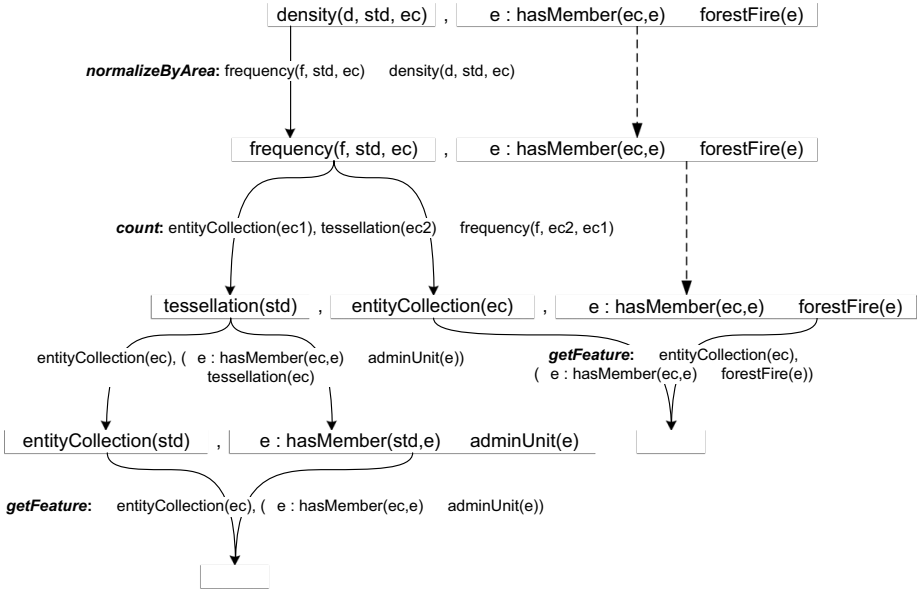 density(d, std, ec) , e : hasMember(ec,e) forestFire(e)
normalizeByArea: frequency(f, std, ec) density(d, std, ec)
frequency(f, std, ec) , e : hasMember(ec,e) forestFire(e)
count: entityCollection(ec1), tessellation(ec2) frequency(f, ec2, ec1)
tessellation(std) , entityCollection(ec) , e : hasMember(ec,e) forestFire(e)
entityCollection(ec), ( e : hasMember(ec,e) adminUnit(e))
tessellation(ec)
getFeature: entityCollection(ec),
( e : hasMember(ec,e) forestFire(e))
entityCollection(std) , e : hasMember(std,e) adminUnit(e)
getFeature: entityCollection(ec), ( e : hasMember(ec,e) adminUnit(e))